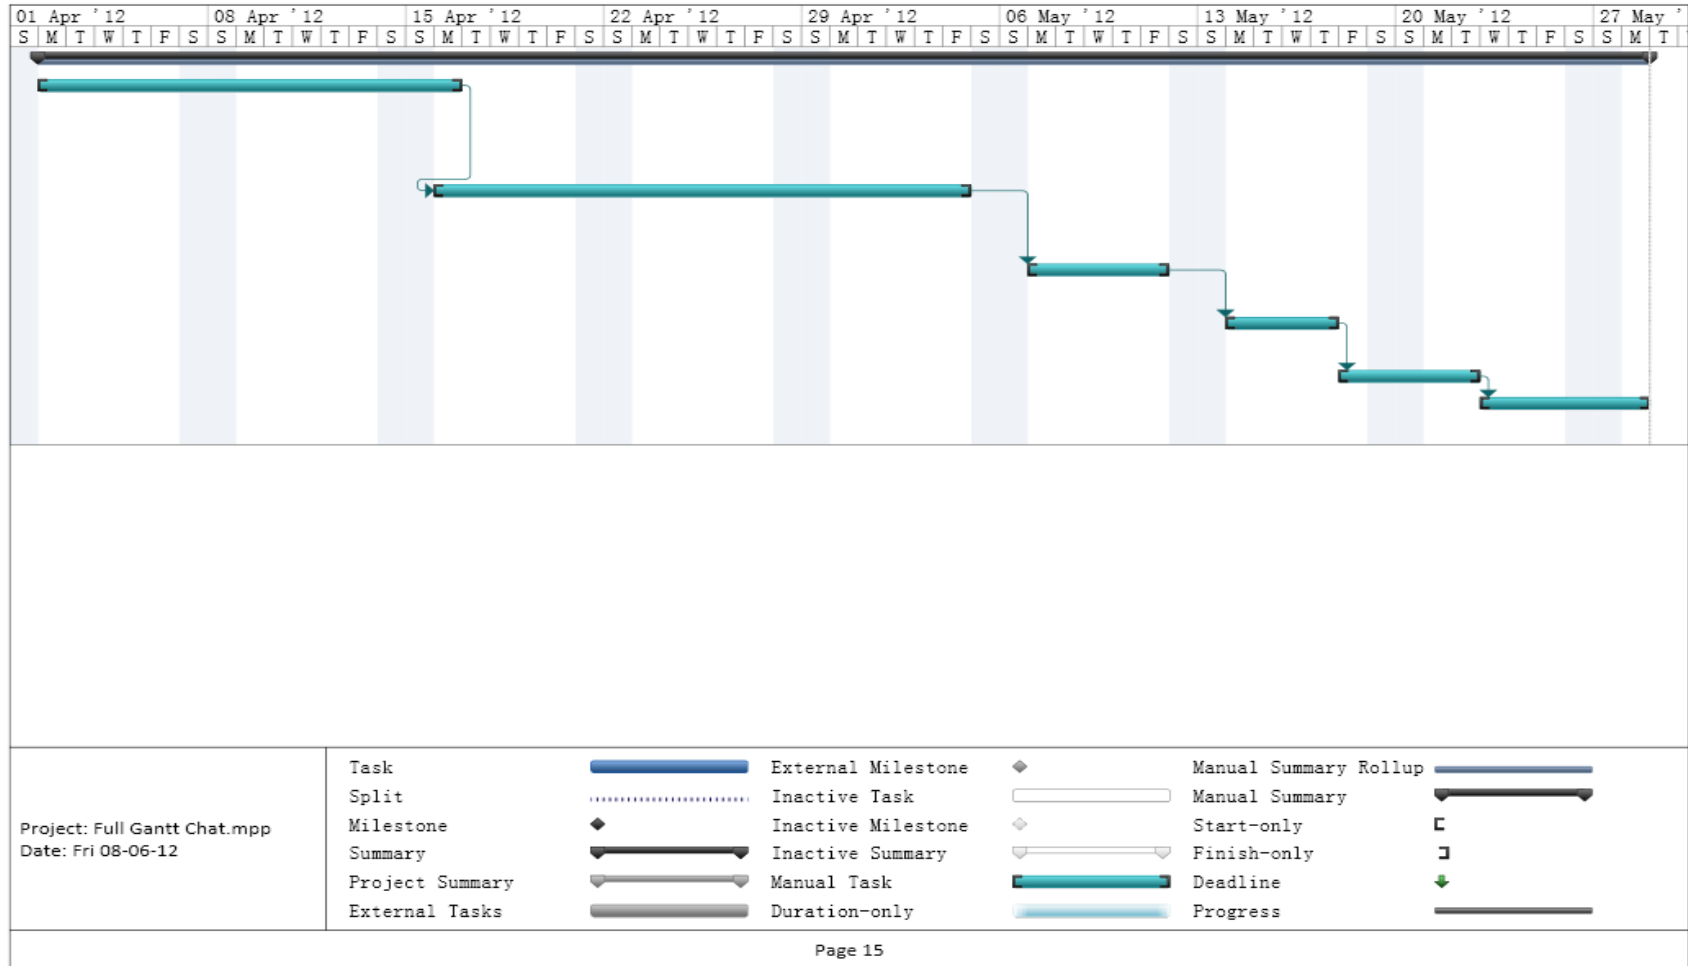 01 Apr '12 08 Apr '12 15 Apr '12 22 Apr '12 29 Apr '12 06 May '12 13 May '12 20 May '12 27 May '
S M T W T F S S M T W T F S S M T W T F S S M T W T F S S M T W T F S S M T W T F S S M T W T F S S M T W T F S S M T
Project: Full Gantt Chat.mpp
Date: Fri 08-06-12
Task
Split
Milestone
Summary
Project Summary
External Tasks
External Milestone
Inactive Task
Inactive Milestone
Inactive Summary
Manual Task
Duration-only
Manual Summary Rollup
Manual Summary
Start-only
Finish-only
Deadline
Progress
Page 15